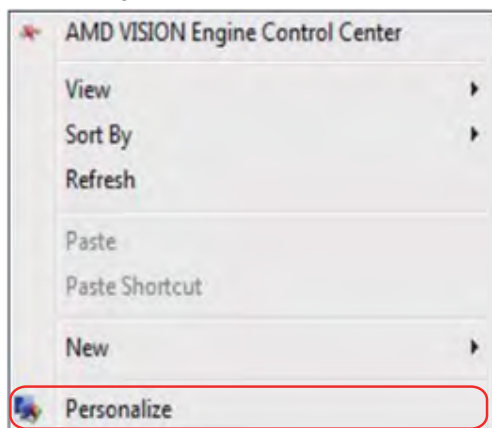 AMD VISION Engine Control Center
View
Sort By
Refresh
Paste
Paste Shortcut
New
Personalize